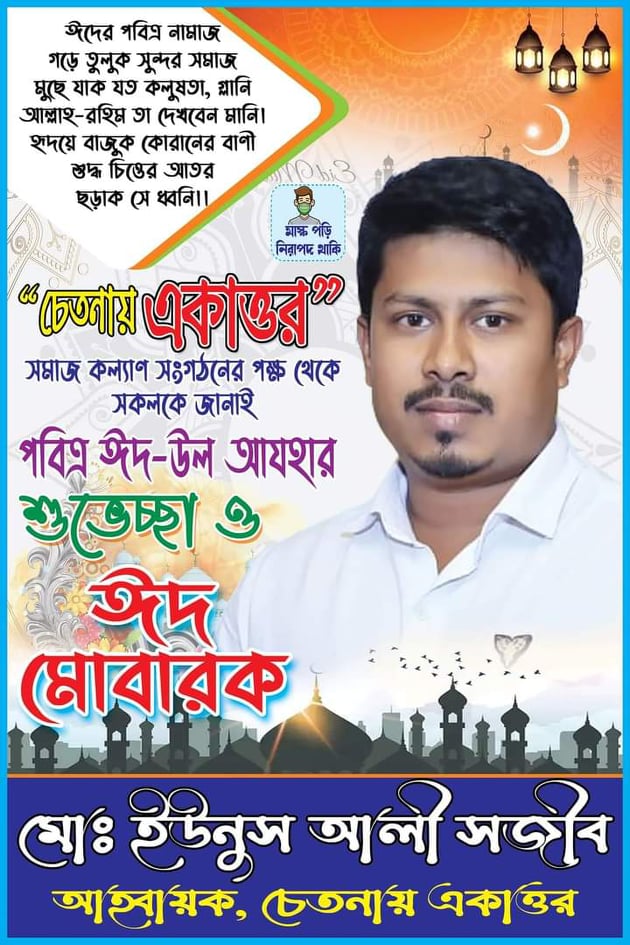 ঈদের পবিত্র নামাজ
গড়ে তুলুক সুন্দর সমাজ
মুছে যাক যত কলুষতা, গ্লানি
আল্লাহ-রহিম তা দেখবেন মানি।
হৃদয়ে বাজুক কোরানের বাণী
শুদ্ধ চিত্তের আতর
ছড়াক সে ধ্বনি।।
মাস্ক পড়ি
নিরাপদ থাকি
“চেতনায় একাত্তর”
সমাজ কল্যাণ সংগঠনের পক্ষ থেকে
সকলকে জানাই
পবিত্র ঈদ-উল আযহার
শুভেচ্ছা ও
ঈদ
মোবারক
মোঃ ইউনুস আলী সজীব
আহবায়ক, চেতনায় একাত্তর